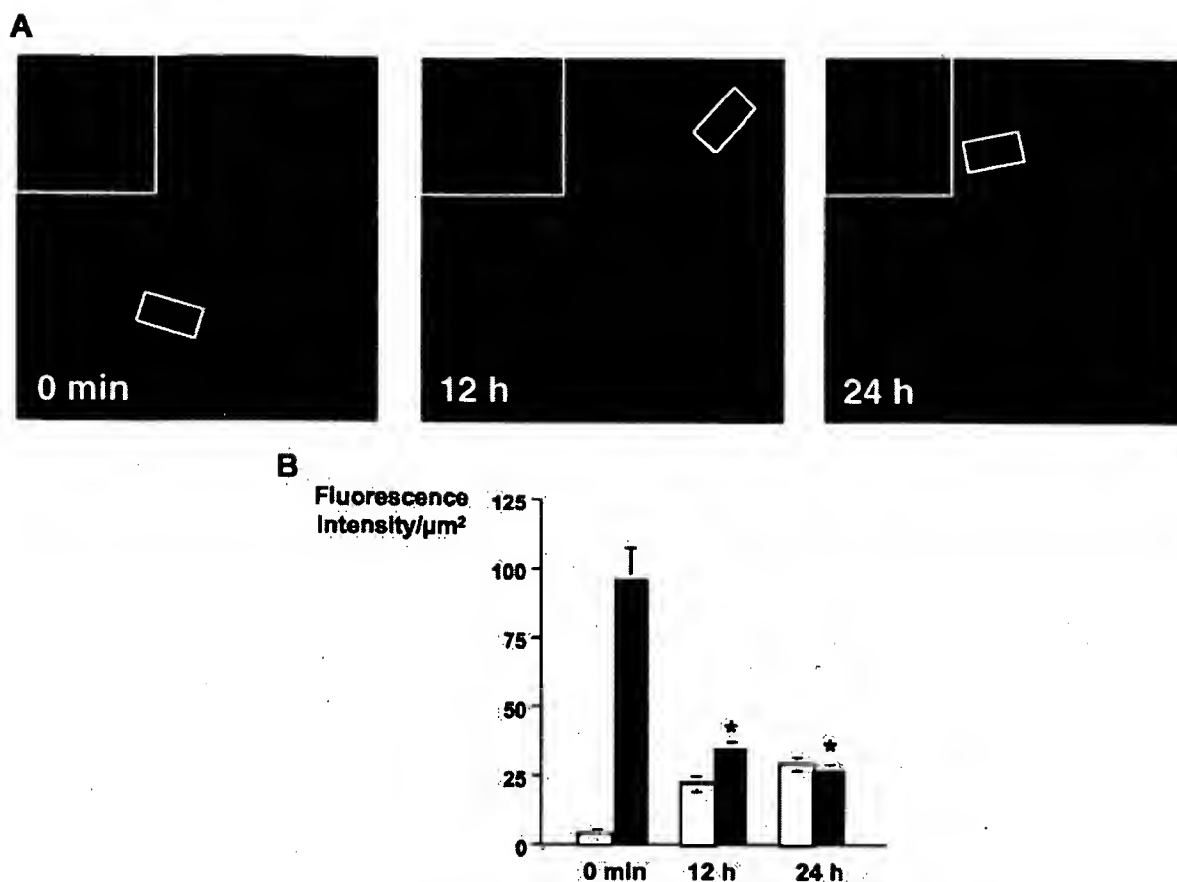 A
0 min
12 h
24 h
B
Fluorescence
Intensity/µm²
125
100
75
50
25
0
*
*
0 min
12 h
24 h